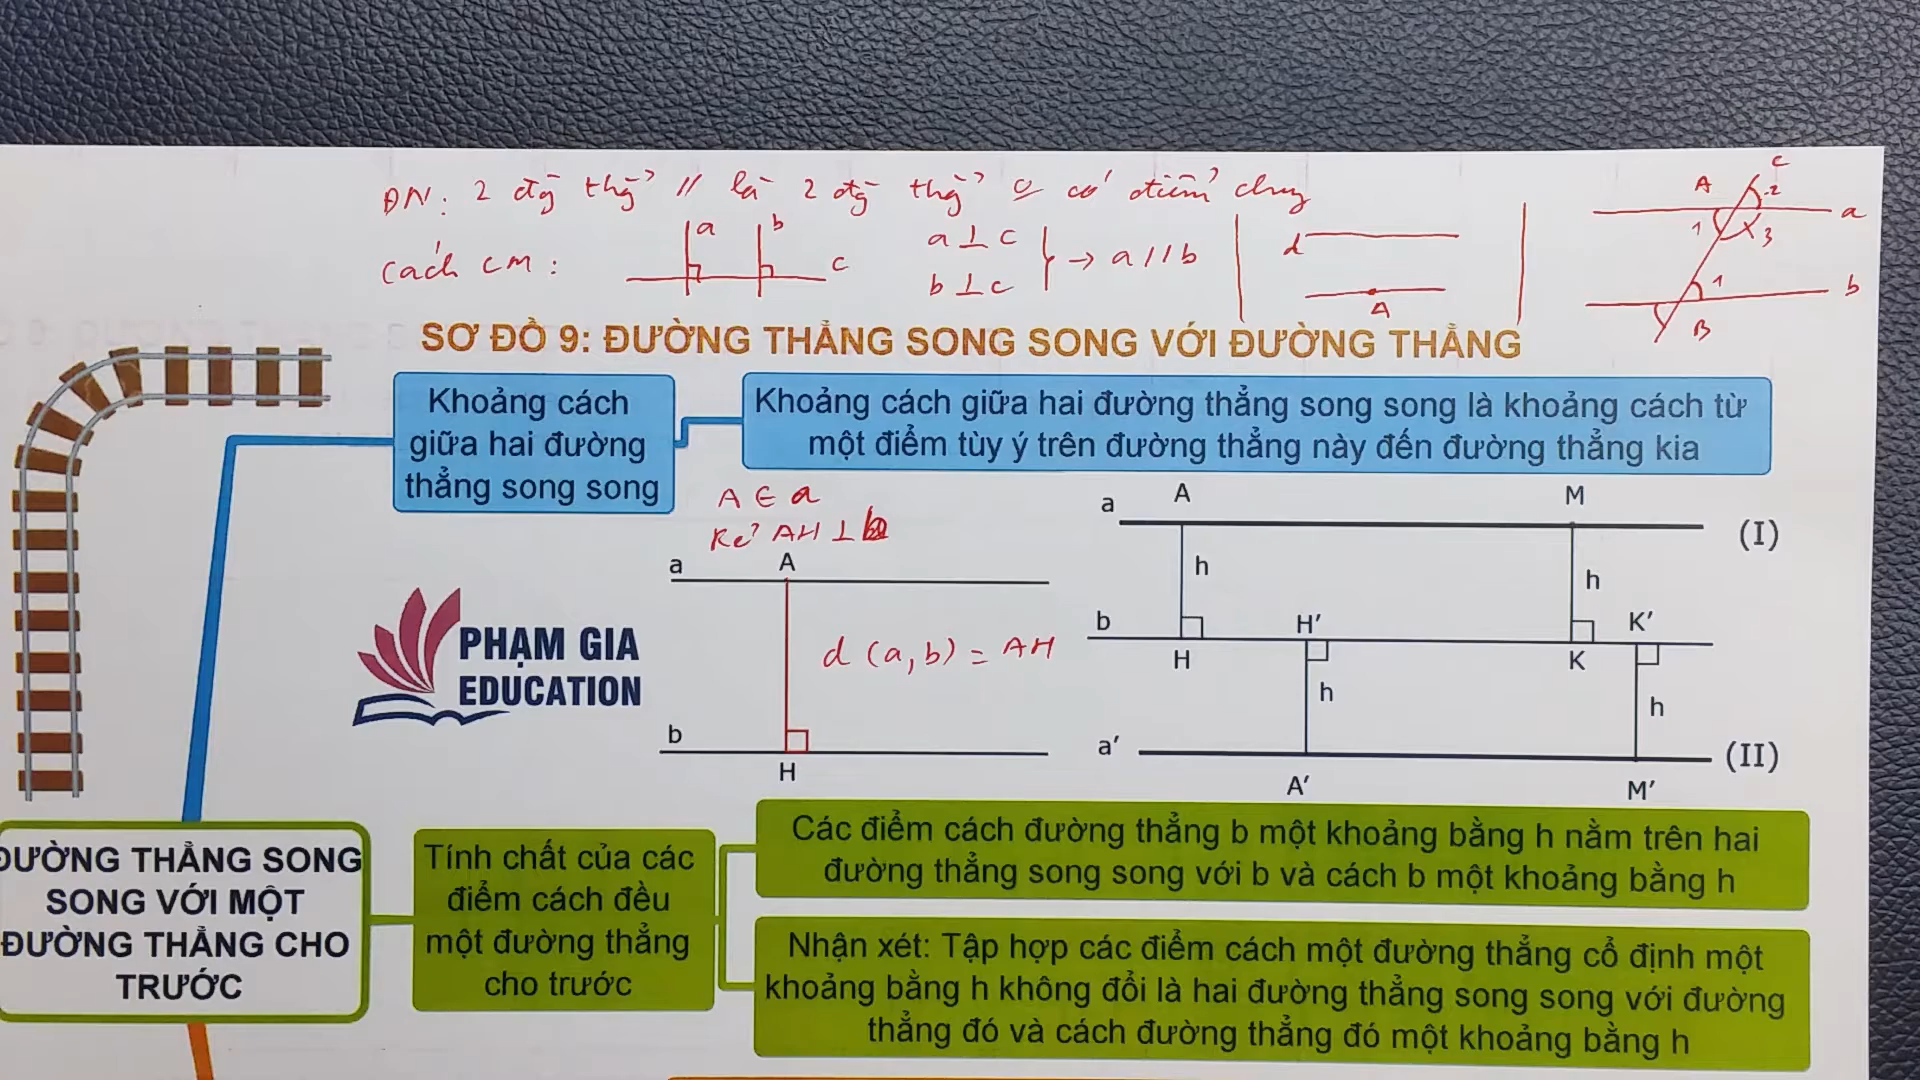 ĐN: 2 đg thg // là 2 đg thg có điểm chg
Cách CM:
a b c
a ⊥ c
b ⊥ c
→ a // b
d
A
c
A 2 a
1 3
1 b
B
SƠ ĐỒ 9: ĐƯỜNG THẲNG SONG SONG VỚI ĐƯỜNG THẲNG
Khoảng cách
giữa hai đường
thẳng song song
Khoảng cách giữa hai đường thẳng song song là khoảng cách từ
một điểm tùy ý trên đường thẳng này đến đường thẳng kia
A ∈ a
Kẻ AH ⊥ b
a A
d (a, b) = AH
b
H
a A M (I)
h h
b H' K'
H K
h h
a' (II)
A' M'
PHẠM GIA
EDUCATION
ĐƯỜNG THẲNG SONG
SONG VỚI MỘT
ĐƯỜNG THẲNG CHO
TRƯỚC
Tính chất của các
điểm cách đều
một đường thẳng
cho trước
Các điểm cách đường thẳng b một khoảng bằng h nằm trên hai
đường thẳng song song với b và cách b một khoảng bằng h
Nhận xét: Tập hợp các điểm cách một đường thẳng cổ định một
khoảng bằng h không đổi là hai đường thẳng song song với đường
thẳng đó và cách đường thẳng đó một khoảng bằng h